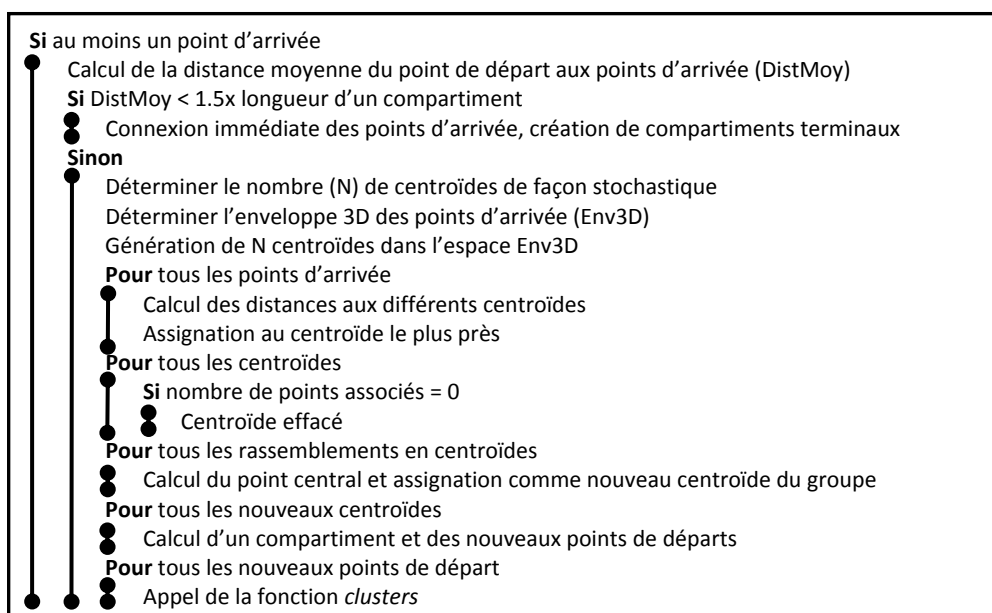 Si au moins un point d’arrivée
Calcul de la distance moyenne du point de départ aux points d’arrivée (DistMoy)
Si DistMoy < 1.5x longueur d’un compartiment
Connexion immédiate des points d’arrivée, création de compartiments terminaux
Sinon
Déterminer le nombre (N) de centroïdes de façon stochastique
Déterminer l’enveloppe 3D des points d’arrivée (Env3D)
Génération de N centroïdes dans l’espace Env3D
Pour tous les points d’arrivée
Calcul des distances aux différents centroïdes
Assignation au centroïde le plus près
Pour tous les centroïdes
Si nombre de points associés = 0
Centroïde effacé
Pour tous les rassemblements en centroïdes
Calcul du point central et assignation comme nouveau centroïde du groupe
Pour tous les nouveaux centroïdes
Calcul d’un compartiment et des nouveaux points de départs
Pour tous les nouveaux points de départ
Appel de la fonction clusters